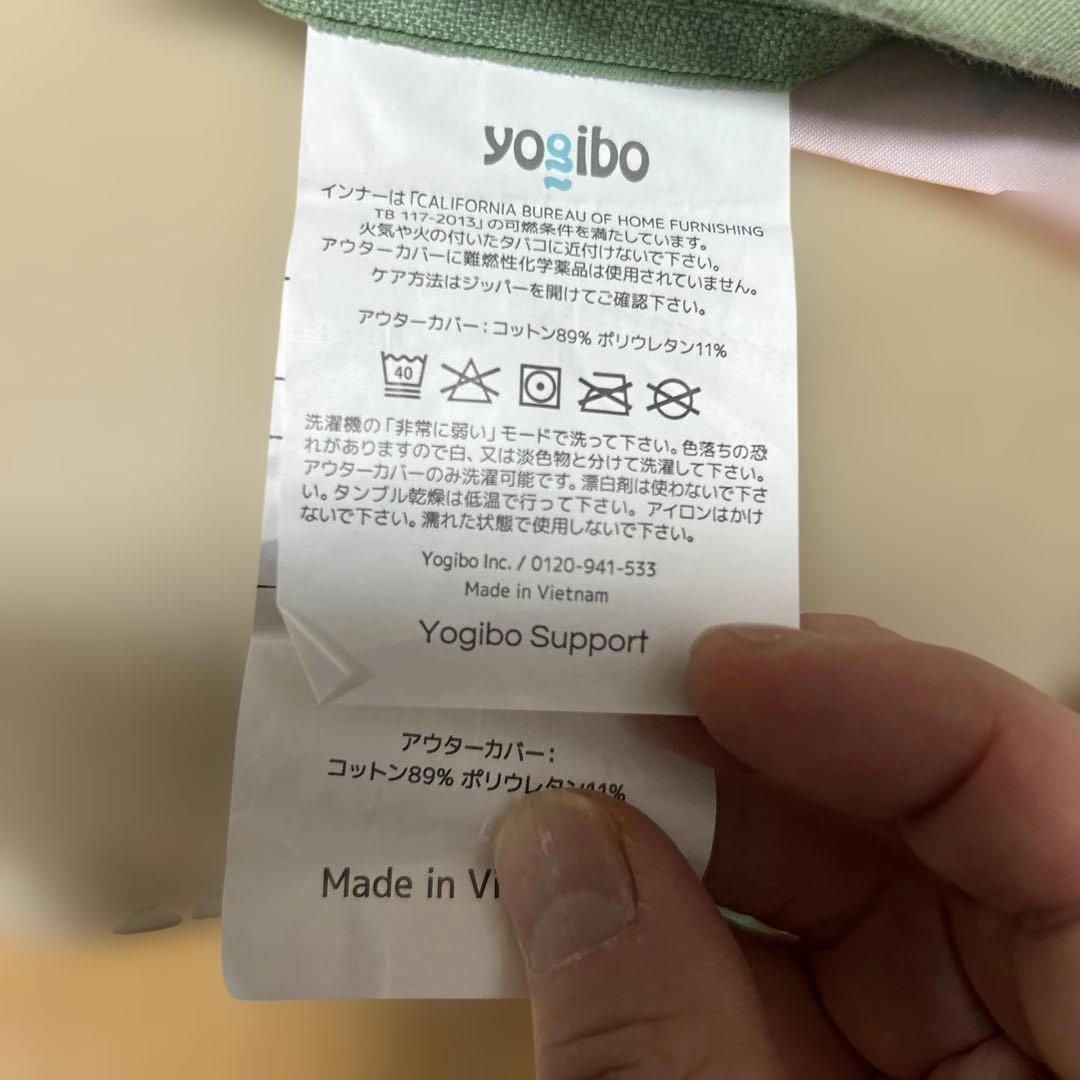 yogibo
インナーは「CALIFORNIA BUREAU OF HOME FURNISHING
TB 117-2013」の可燃条件を満たしています。
火気や火の付いたタバコに近付けないで下さい。
アウターカバーに難燃性化学薬品は使用されていません。
ケア方法はジッパーを開けてご確認下さい。
アウターカバー：コットン89% ポリウレタン11%
40
洗濯機の「非常に弱い」モードで洗って下さい。色落ちの恐
れがありますので白、又は淡色物と分けて洗濯して下さい。
アウターカバーのみ洗濯可能です。漂白剤は使わないで下さ
い。タンブル乾燥は低温で行って下さい。アイロンはかけ
ないで下さい。濡れた状態で使用しないで下さい。
Yogibo Inc. / 0120-941-533
Made in Vietnam
Yogibo Support
アウターカバー：
コットン89% ポリウレタン11%
Made in Vi